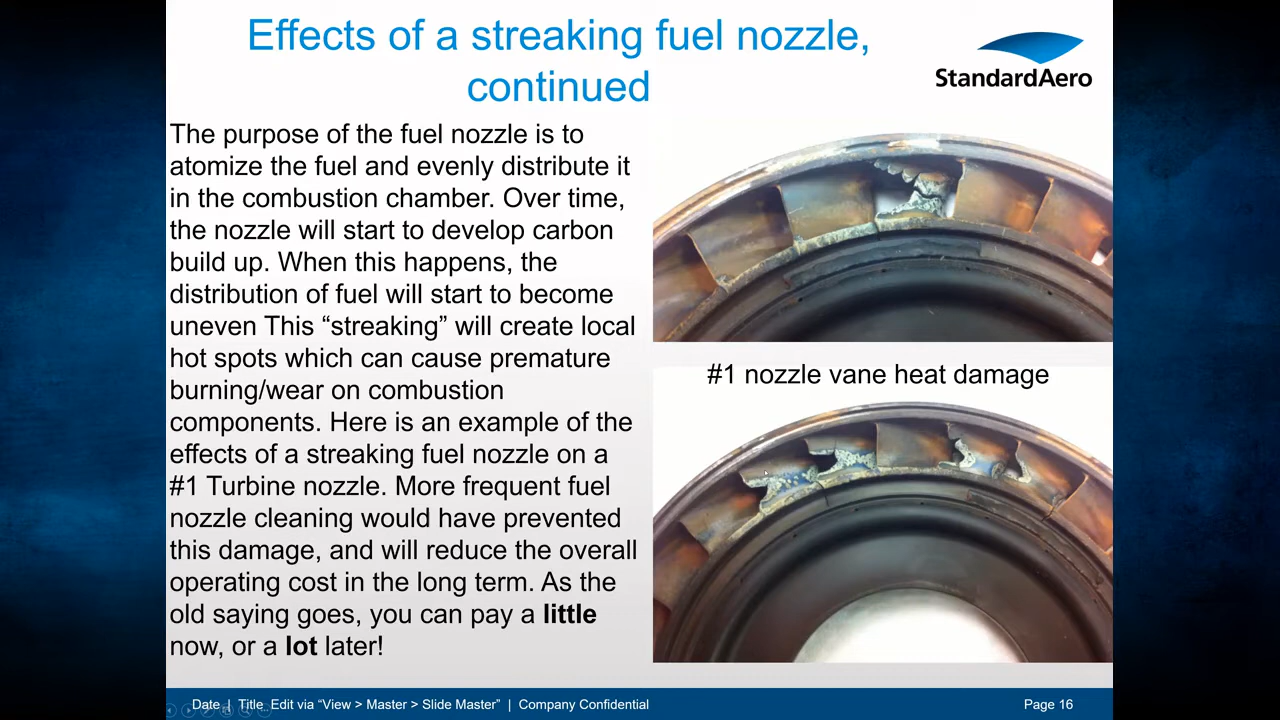 Effects of a streaking fuel nozzle,
continued
StandardAero
The purpose of the fuel nozzle is to
atomize the fuel and evenly distribute it
in the combustion chamber. Over time,
the nozzle will start to develop carbon
build up. When this happens, the
distribution of fuel will start to become
uneven This “streaking” will create local
hot spots which can cause premature
burning/wear on combustion
components. Here is an example of the
effects of a streaking fuel nozzle on a
#1 Turbine nozzle. More frequent fuel
nozzle cleaning would have prevented
this damage, and will reduce the overall
operating cost in the long term. As the
old saying goes, you can pay a little
now, or a lot later!
#1 nozzle vane heat damage
Date | Title Edit via “View > Master > Slide Master” | Company Confidential
Page 16